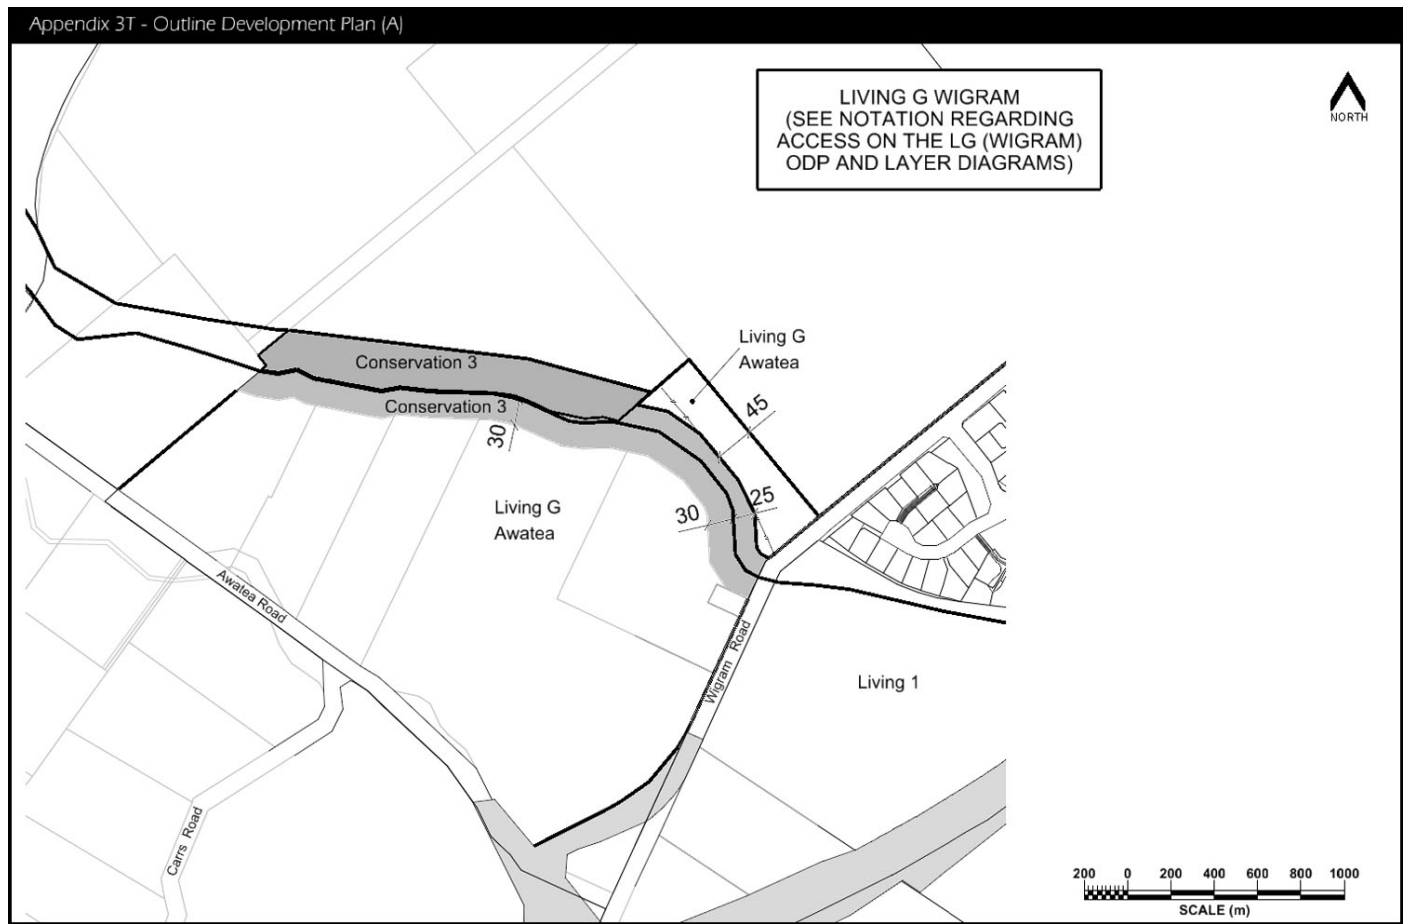 Appendix 3T - Outline Development Plan (A)
LIVING G WIGRAM
(SEE NOTATION REGARDING
ACCESS ON THE LG (WIGRAM)
ODP AND LAYER DIAGRAMS)
NORTH
Living G
Awatea
Conservation 3
Conservation 3
45
30
25
30
Living G
Awatea
Awatea Road
Wigram Road
Living 1
Carrs Road
200 0 200 400 600 800 1000
SCALE (m)